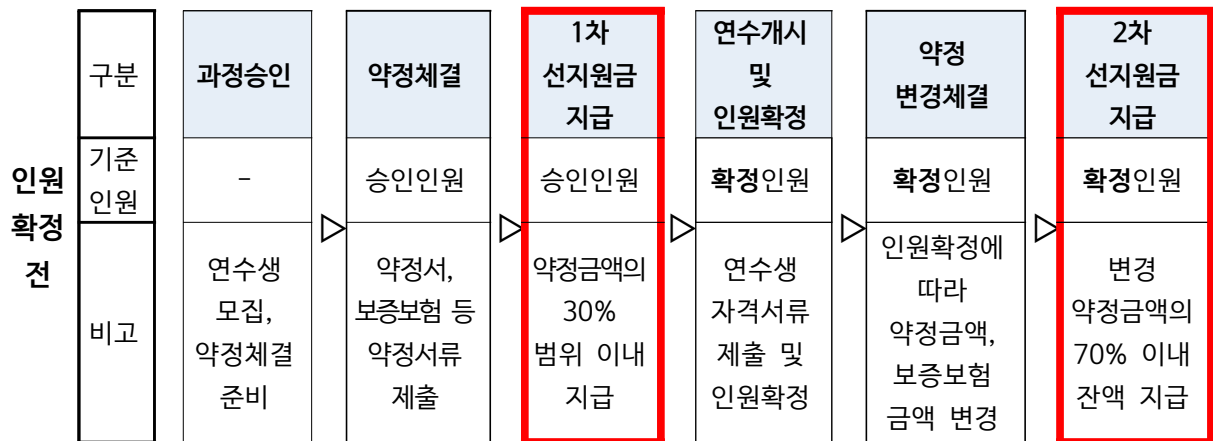 인원
확정
전
구분
과정승인
약정체결
1차
선지원금
지급
연수개시
및
인원확정
약정
변경체결
2차
선지원금
지급
기준
인원
-
승인인원
승인인원
확정인원
확정인원
확정인원
비고
연수생
모집,
약정체결
준비
약정서,
보증보험 등
약정서류
제출
약정금액의
30%
범위 이내
지급
연수생
자격서류
제출 및
인원확정
인원확정에
따라
약정금액,
보증보험
금액 변경
변경
약정금액의
70% 이내
잔액 지급